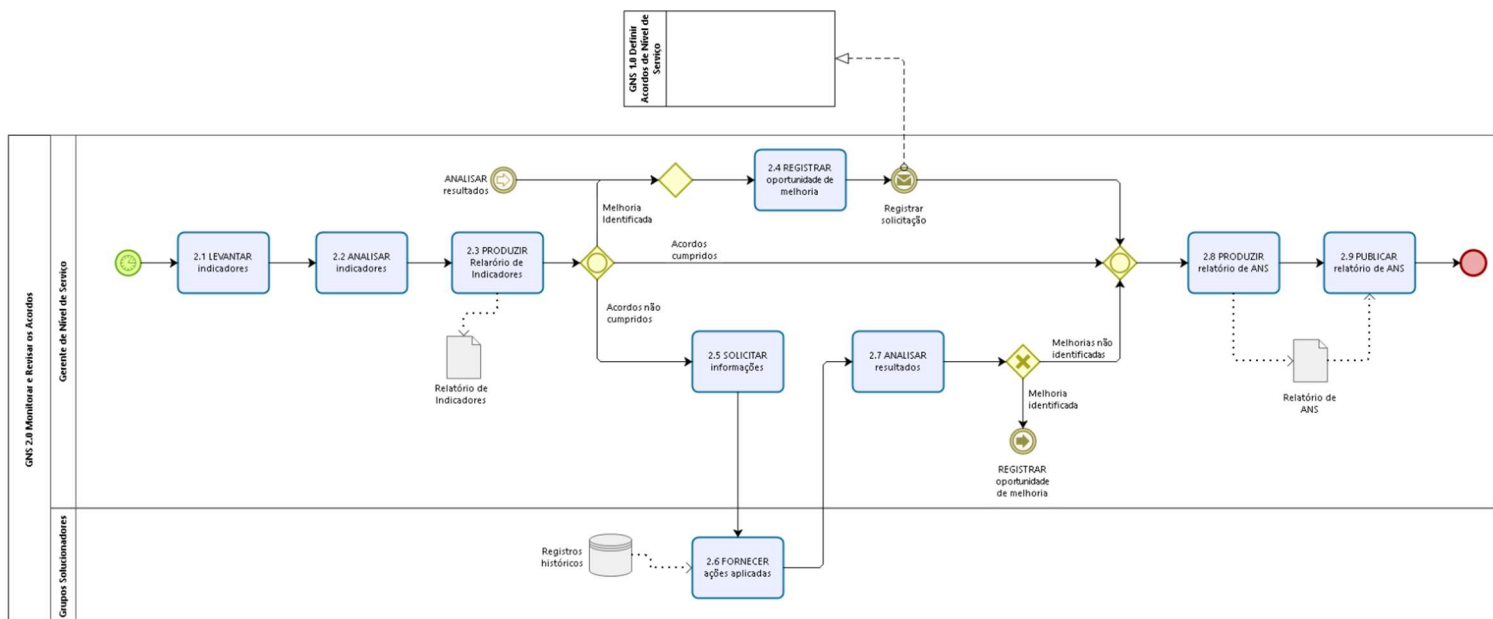 GNS 1.0 Definir
Acordos de Nível de
Serviço
GNS 2.0 Monitorar e Revisar os Acordos
Gerente de Nível de Serviço
ANALISAR
resultados
Melhoria
Identificada
2.4 REGISTRAR
oportunidade de
melhoria
Registrar
solicitação
2.1 LEVANTAR
indicadores
2.2 ANALISAR
indicadores
2.3 PRODUZIR
Relarório de
Indicadores
Acordos
cumpridos
2.8 PRODUZIR
relatório de ANS
2.9 PUBLICAR
relatório de ANS
Acordos não
cumpridos
Relatório de
Indicadores
2.5 SOLICITAR
informações
2.7 ANALISAR
resultados
Melhorias não
identificadas
Melhoria
identificada
Relatório de
ANS
REGISTRAR
oportunidade
de melhoria
Grupos Solucionadores
Registros
históricos
2.6 FORNECER
ações aplicadas